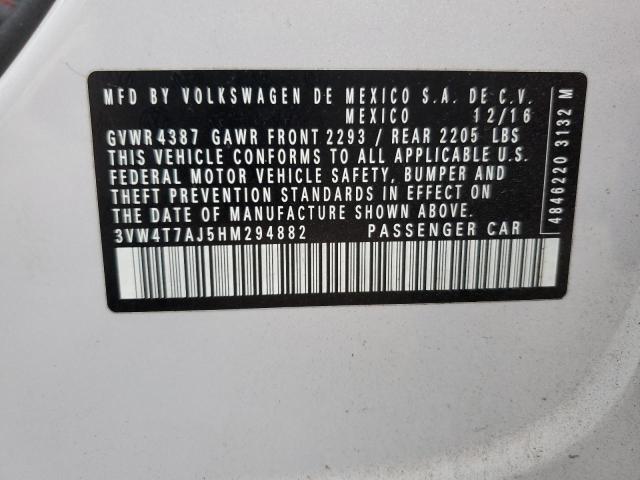 MFD BY VOLKSWAGEN DE MEXICO S.A. DE C.V.
MEXICO 12/16
GVWR 4387 GAWR FRONT 2293 / REAR 2205 LBS
THIS VEHICLE CONFORMS TO ALL APPLICABLE U.S.
FEDERAL MOTOR VEHICLE SAFETY, BUMPER AND
THEFT PREVENTION STANDARDS IN EFFECT ON
THE DATE OF MANUFACTURE SHOWN ABOVE.
3VW4T7AJ5HM294882 PASSENGER CAR
4846220 3132 M